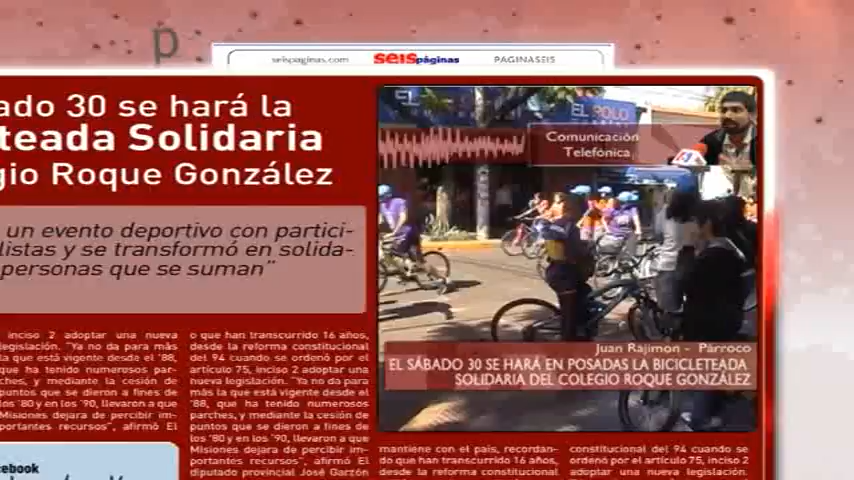 p
seispaginas.com seis páginas PAGINASEIS
ado 30 se hará la
teada Solidaria
gio Roque González
un evento deportivo con partici-
listas y se transformó en solida-
personas que se suman"
EL POLO
Comunicación
Telefónica
Juan Rajimon - Párroco
EL SÁBADO 30 SE HARÁ EN POSADAS LA BICICLETEADA
SOLIDARIA DEL COLEGIO ROQUE GONZÁLEZ
inciso 2 adoptar una nueva
legislación. "Ya no da para más
la que está vigente desde el '88,
que ha tenido numerosos par-
ches, y mediante la cesión de
puntos que se dieron a fines de
los '80 y en los '90, llevaron a que
Misiones dejara de percibir im-
portantes recursos", afirmó El
cebook
o que han transcurrido 16 años,
desde la reforma constitucional
del 94 cuando se ordenó por el
artículo 75, inciso 2 adoptar una
nueva legislación. "Ya no da para
más la que está vigente desde el
'88, que ha tenido numerosos
parches, y mediante la cesión de
puntos que se dieron a fines de
los '80 y en los '90, llevaron a que
Misiones dejara de percibir im-
portantes recursos", afirmó El
diputado provincial José Garzón
mantiene con el país, recordan-
do que han transcurrido 16 años,
desde la reforma constitucional
constitucional del 94 cuando se
ordenó por el artículo 75, inciso 2
adoptar una nueva legislación.